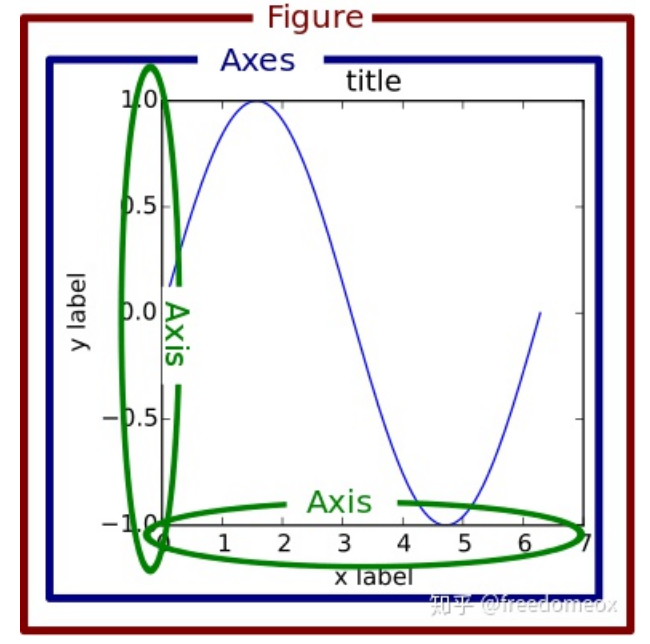 Figure
Axes
title
1.0
0.5
0.0
−0.5
−1.0
y label
Axis
Axis
0 1 2 3 4 5 6 7
x label
知乎 @freedomeox